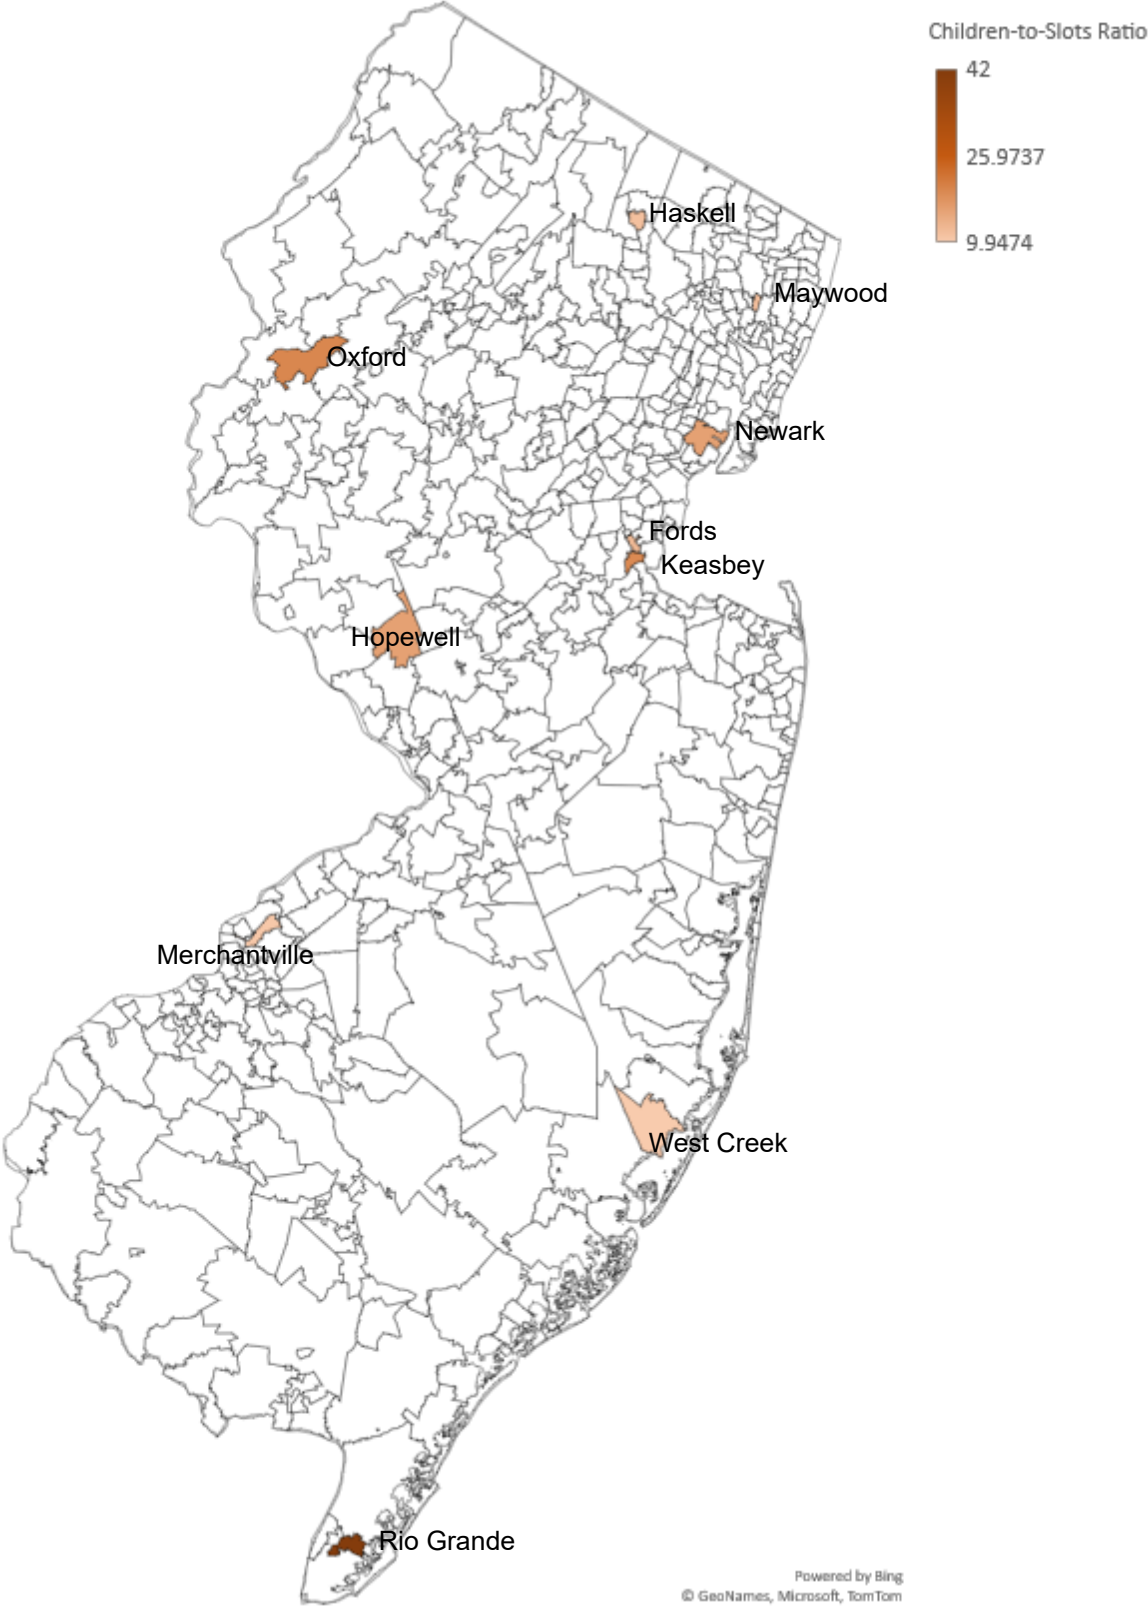 Children-to-Slots Ratio
42
25.9737
9.9474
Haskell
Maywood
Oxford
Newark
Fords
Keasbey
Hopewell
Merchantville
West Creek
Rio Grande
Powered by Bing
© GeoNames, Microsoft, TomTom